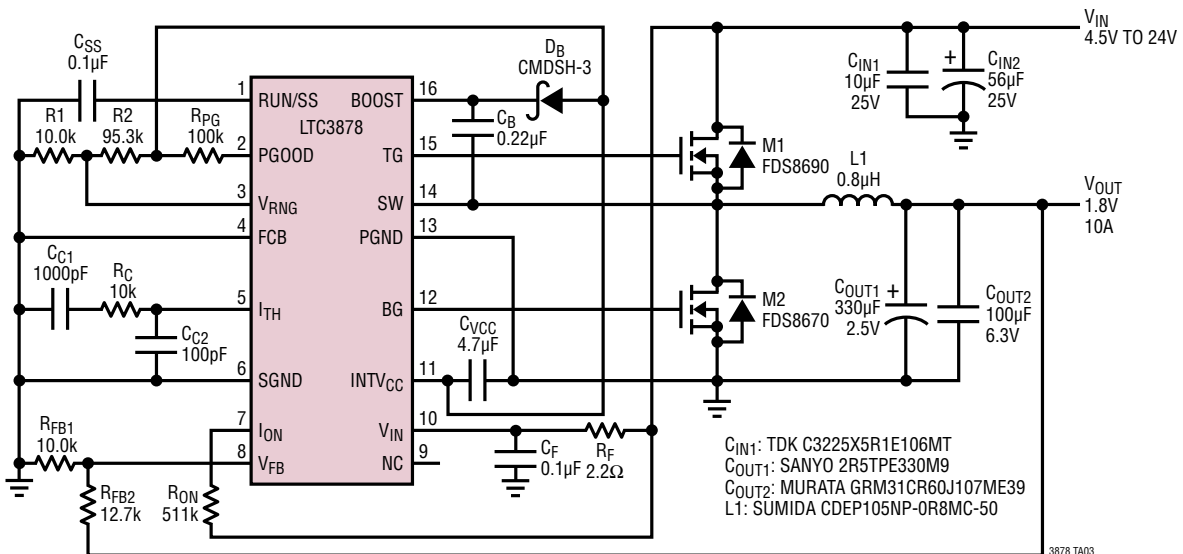 CSS
0.1µF
R1
10.0k
R2
95.3k
RPG
100k
1
RUN/SS
2
PGOOD
3
VRNG
4
FCB
5
ITH
6
SGND
7
ION
8
VFB
LTC3878
BOOST
16
TG
15
SW
14
PGND
13
BG
12
INTVCC
11
VIN
10
NC
9
CC1
1000pF
RC
10k
CC2
100pF
RFB1
10.0k
RFB2
12.7k
RON
511k
DB
CMDSH-3
CB
0.22µF
CVCC
4.7µF
CF
0.1µF
RF
2.2Ω
M1
FDS8690
M2
FDS8670
L1
0.8µH
CIN1
10µF
25V
+
CIN2
56µF
25V
VIN
4.5V TO 24V
VOUT
1.8V
10A
COUT1
330µF
2.5V
+
COUT2
100µF
6.3V
CIN1: TDK C3225X5R1E106MT
COUT1: SANYO 2R5TPE330M9
COUT2: MURATA GRM31CR60J107ME39
L1: SUMIDA CDEP105NP-0R8MC-50
3878 TA03